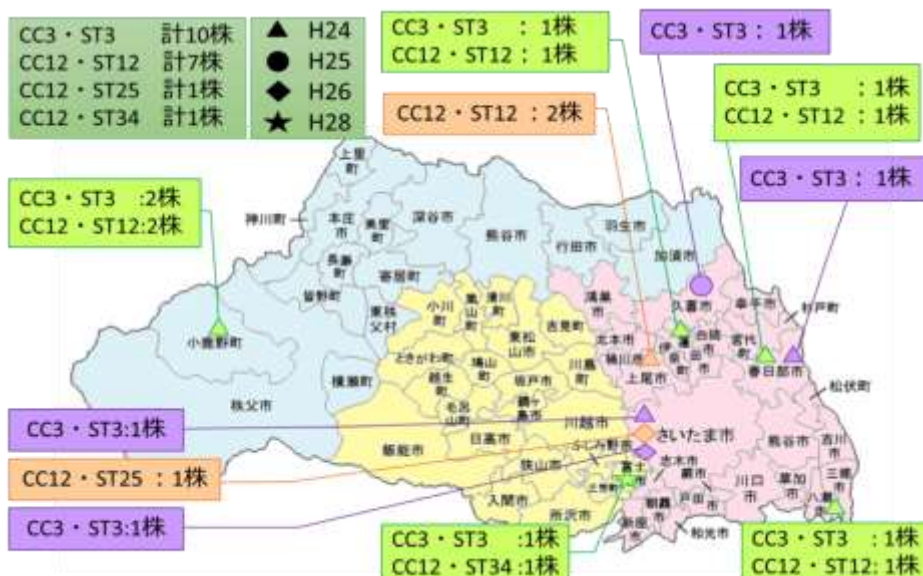 CC3・ST3 計10株
CC12・ST12 計7株
CC12・ST25 計1株
CC12・ST34 計1株
▲ H24
● H25
◆ H26
★ H28
CC3・ST3 : 1株
CC12・ST12 : 1株
CC3・ST3 : 1株
CC12・ST12 : 2株
CC3・ST3 :1株
CC12・ST12 :1株
CC3・ST3 : 1株
CC3・ST3 :2株
CC12・ST12:2株
上里町
神川町
本庄市
美里町
深谷市
熊谷市
行田市
羽生市
加須市
長瀞町
寄居町
皆野町
東秩父村
小川町
嵐山町
滑川町
吉見町
鴻巣市
久喜市
幸手市
杉戸町
小鹿野町
ときがわ町
東松山市
北本市
桶川市
伊奈町
蓮田市
白岡市
宮代町
春日部市
横瀬町
越生町
鳩山町
坂戸市
川島町
上尾市
松伏町
秩父市
毛呂山町
鶴ヶ島市
川越市
さいたま市
飯能市
日高市
ふじみ野市
熊谷市
吉川市
狭山市
富士
志木市
蕨市
川口市
草加市
三郷市
八潮市
入間市
所沢市
戸田市
新座市
和光市
CC3・ST3:1株
CC12・ST25 :1株
CC3・ST3:1株
CC3・ST3 :1株
CC12・ST34 :1株
CC3・ST3 : 1株
CC12・ST12: 1株